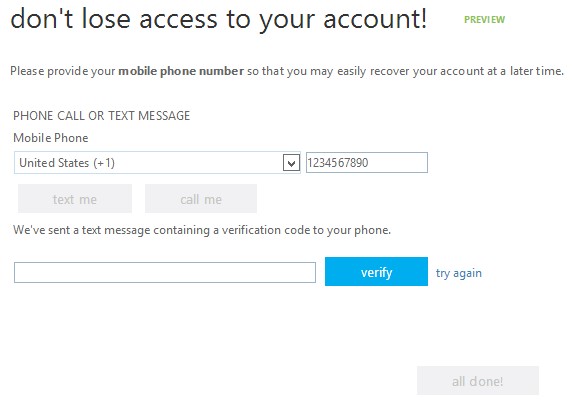 don't lose access to your account! PREVIEW
Please provide your mobile phone number so that you may easily recover your account at a later time.
PHONE CALL OR TEXT MESSAGE
Mobile Phone
United States (+1) 1234567890
text me call me
We've sent a text message containing a verification code to your phone.
verify try again
all done!